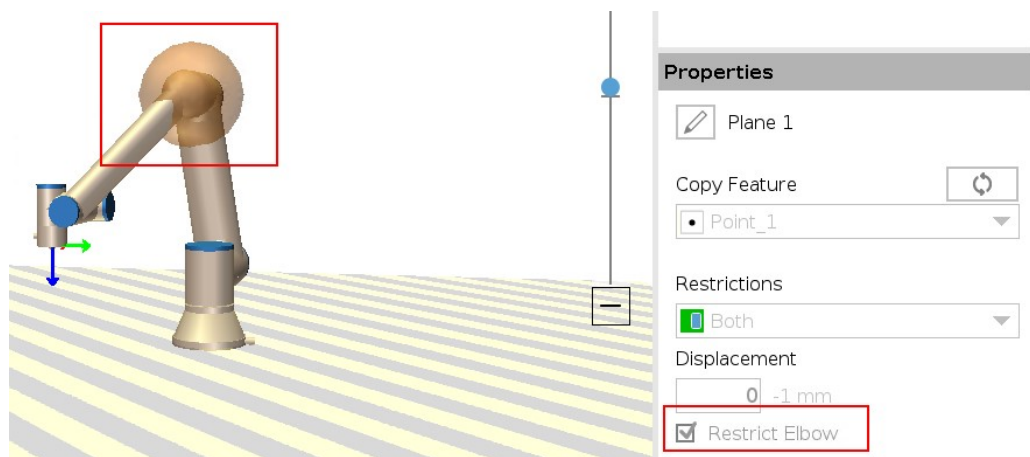 Properties
Plane 1
Copy Feature
Point_1
Restrictions
Both
Displacement
0 -1 mm
Restrict Elbow